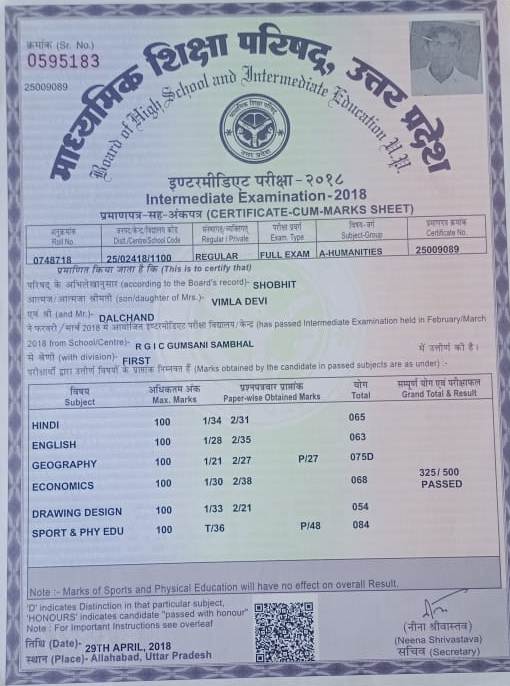 क्रमांक (Sr. No.)
0595183
25009089
माध्यमिक शिक्षा परिषद्, उत्तर प्रदेश
Board of High School and Intermediate Education U.P.
इण्टरमीडिएट परीक्षा-२०१८
Intermediate Examination-2018
प्रमाणपत्र-सह-अंकपत्र (CERTIFICATE-CUM-MARKS SHEET)
अनुक्रमांक जनपद/केन्द्र/विद्यालय कोड संस्थागत/व्यक्तिगत परीक्षा प्रवर्ग विषय-वर्ग प्रमाणपत्र क्रमांक
Roll No. Dist./Centre/School Code Regular / Private Exam. Type Subject-Group Certificate No.
0748718 25/02418/1100 REGULAR FULL EXAM A-HUMANITIES 25009089
प्रमाणित किया जाता है कि (This is to certify that)
परिषद के अभिलेखानुसार (according to the Board's record)- SHOBHIT
आत्मज/आत्मजा श्रीमती (son/daughter of Mrs.)- VIMLA DEVI
एवं श्री (and Mr.)- DALCHAND
ने फरवरी / मार्च 2018 में आयोजित इण्टरमीडिएट परीक्षा विद्यालय/केन्द्र (has passed Intermediate Examination held in February/March
2018 from School/Centre)- R G I C GUMSANI SAMBHAL
से श्रेणी (with division)- FIRST में उत्तीर्ण की है।
परीक्षार्थी द्वारा उत्तीर्ण विषयों के प्राप्तांक निम्नवत हैं (Marks obtained by the candidate in passed subjects are as under) :-
विषय अधिकतम अंक प्रश्नपत्रवार प्राप्तांक योग सम्पूर्ण योग एवं परीक्षाफल
Subject Max. Marks Paper-wise Obtained Marks Total Grand Total & Result
HINDI 100 1/34 2/31 065
ENGLISH 100 1/28 2/35 063
GEOGRAPHY 100 1/21 2/27 P/27 075D
ECONOMICS 100 1/30 2/38 068
325/ 500
PASSED
DRAWING DESIGN 100 1/33 2/21 054
SPORT & PHY EDU 100 T/36 P/48 084
Note :- Marks of Sports and Physical Education will have no effect on overall Result.
'D' indicates Distinction in that particular subject,
'HONOURS' indicates candidate "passed with honour"
Note : For Important Instructions see overleaf
तिथि (Date)- 29TH APRIL, 2018
स्थान (Place)- Allahabad, Uttar Pradesh
(नीना श्रीवास्तव)
(Neena Shrivastava)
सचिव (Secretary)